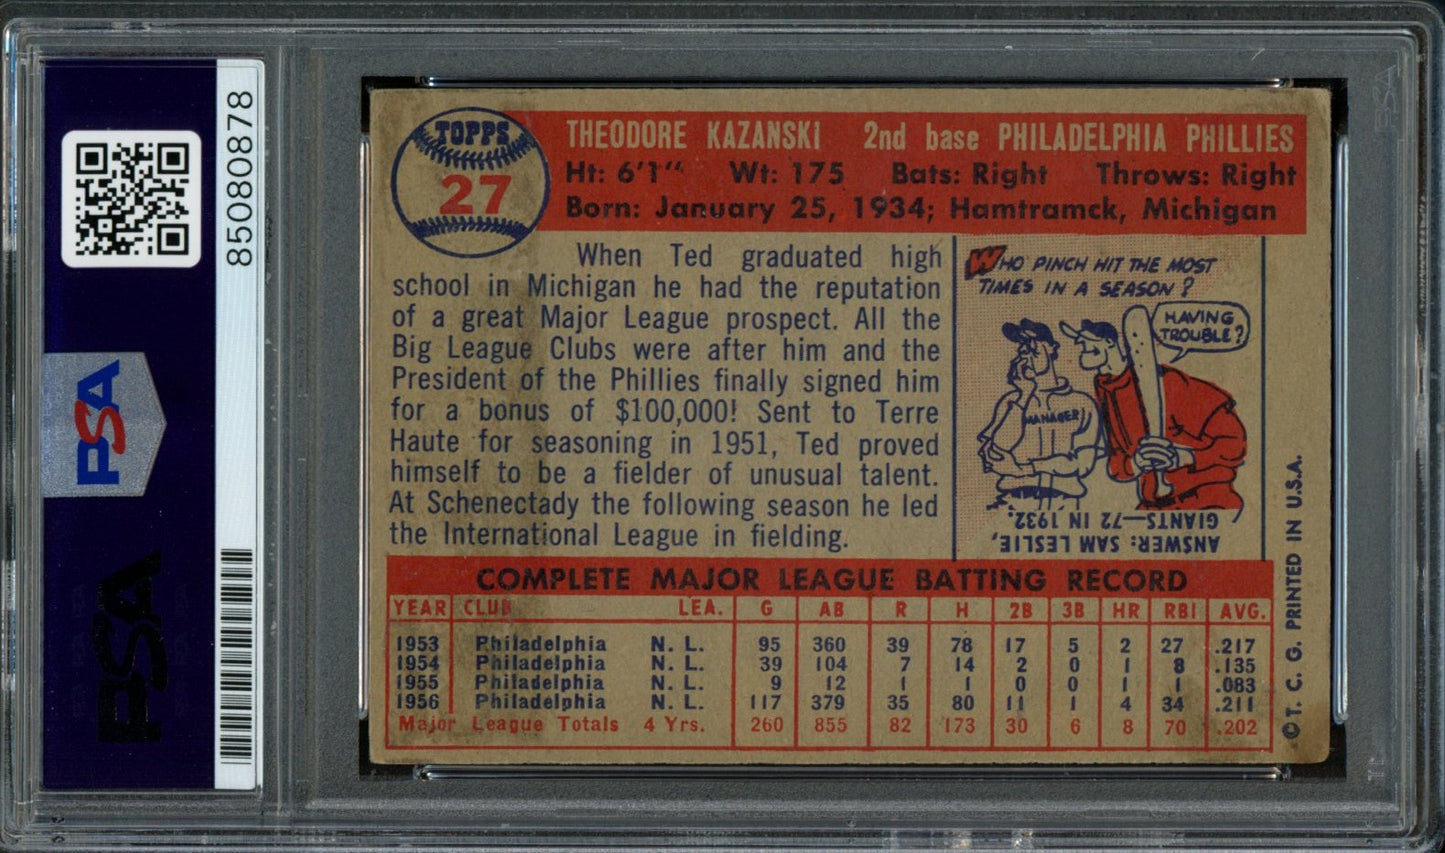 85080878
PSA
PSA
TOPPS
27
THEODORE KAZANSKI 2nd base PHILADELPHIA PHILLIES
Ht: 6'1" Wt: 175 Bats: Right Throws: Right
Born: January 25, 1934; Hamtramck, Michigan
When Ted graduated high
school in Michigan he had the reputation
of a great Major League prospect. All the
Big League Clubs were after him and the
President of the Phillies finally signed him
for a bonus of $100,000! Sent to Terre
Haute for seasoning in 1951, Ted proved
himself to be a fielder of unusual talent.
At Schenectady the following season he led
the International League in fielding.
WHO PINCH HIT THE MOST
TIMES IN A SEASON?
HAVING
TROUBLE?
MANAGER
ANSWER: SAM LESLIE,
GIANTS—72 IN 1932.
COMPLETE MAJOR LEAGUE BATTING RECORD
YEAR CLUB LEA. G AB R H 2B 3B HR RBI AVG.
1953 Philadelphia N. L. 95 360 39 78 17 5 2 27 .217
1954 Philadelphia N. L. 39 104 7 14 2 0 1 8 .135
1955 Philadelphia N. L. 9 12 1 1 0 0 1 1 .083
1956 Philadelphia N. L. 117 379 35 80 11 1 4 34 .211
Major League Totals 4 Yrs. 260 855 82 173 30 6 8 70 .202
© T. C. G. PRINTED IN U.S.A.
PSA